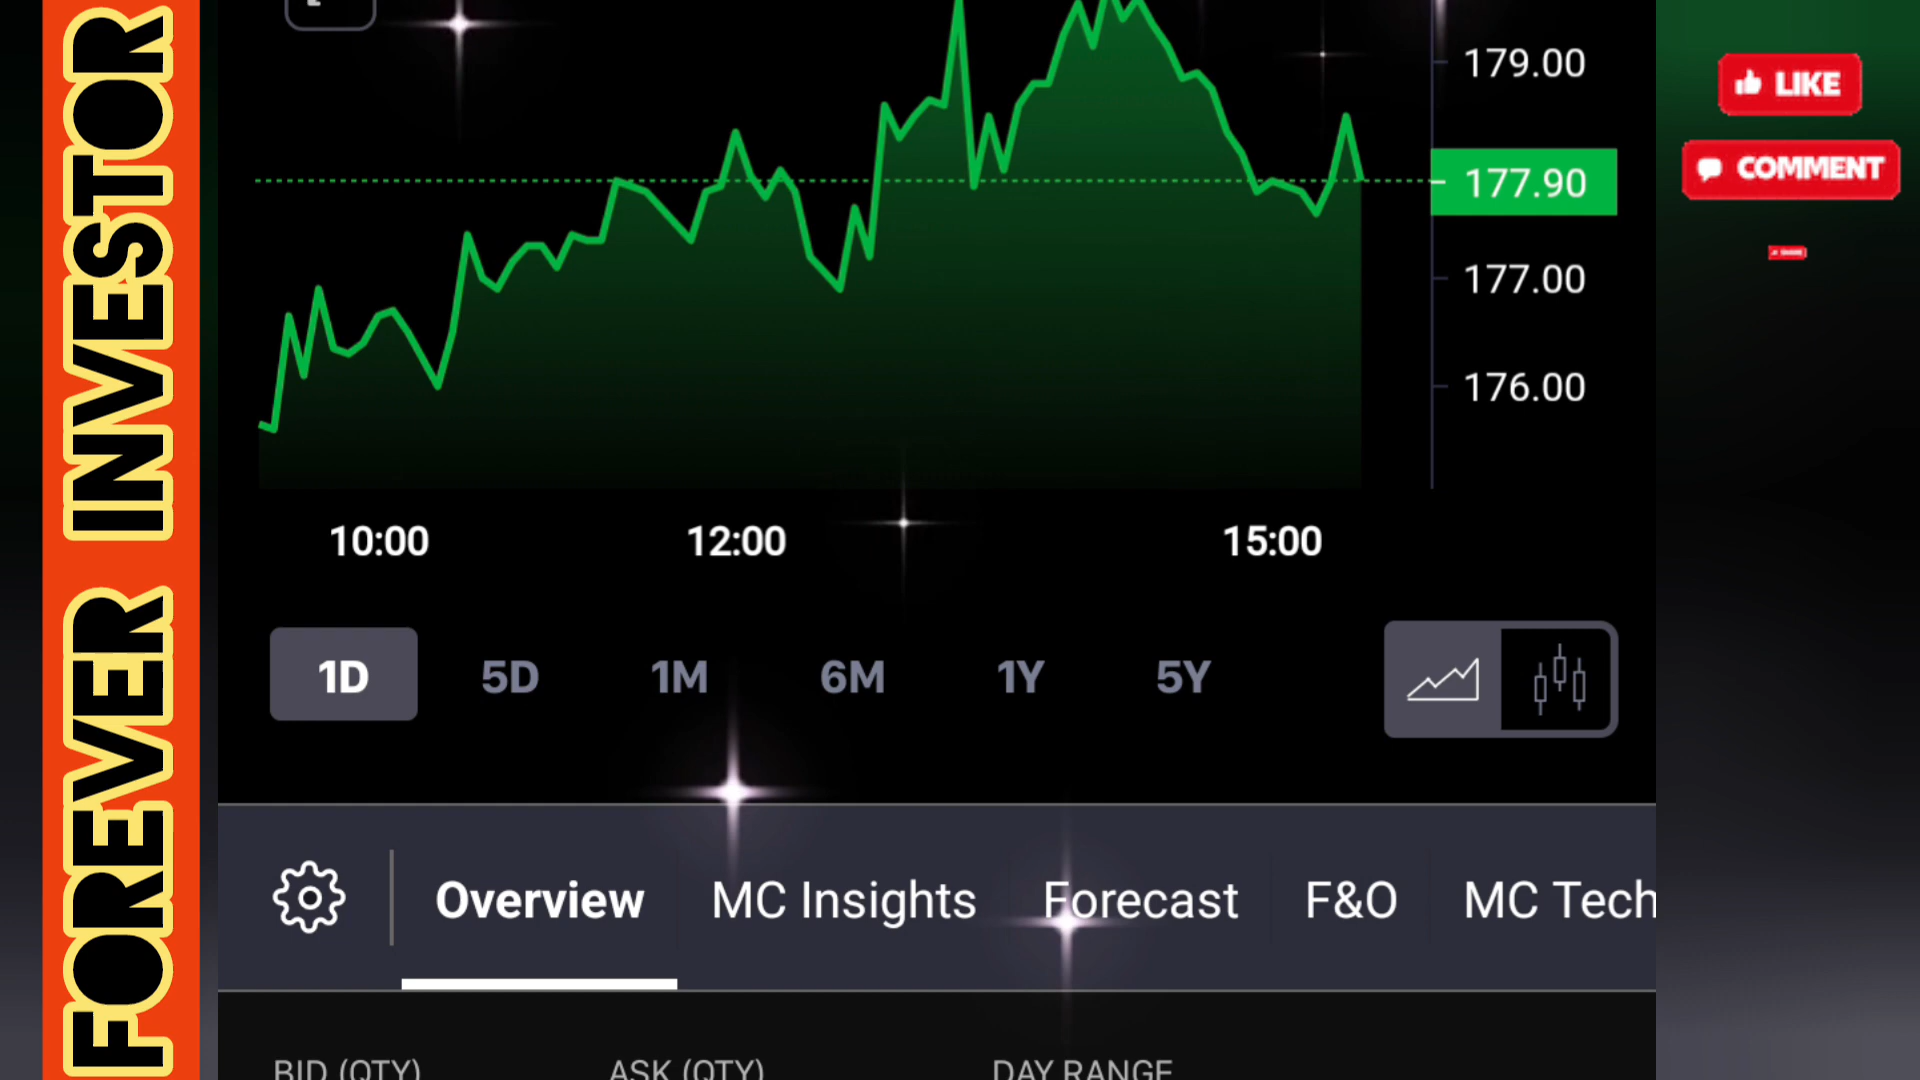 FOREVER INVESTOR
179.00
177.90
177.00
176.00
10:00
12:00
15:00
1D
5D
1M
6M
1Y
5Y
Overview
MC Insights
Forecast
F&O
MC Tech
BID (QTY)
ASK (QTY)
DAY RANGE
LIKE
COMMENT